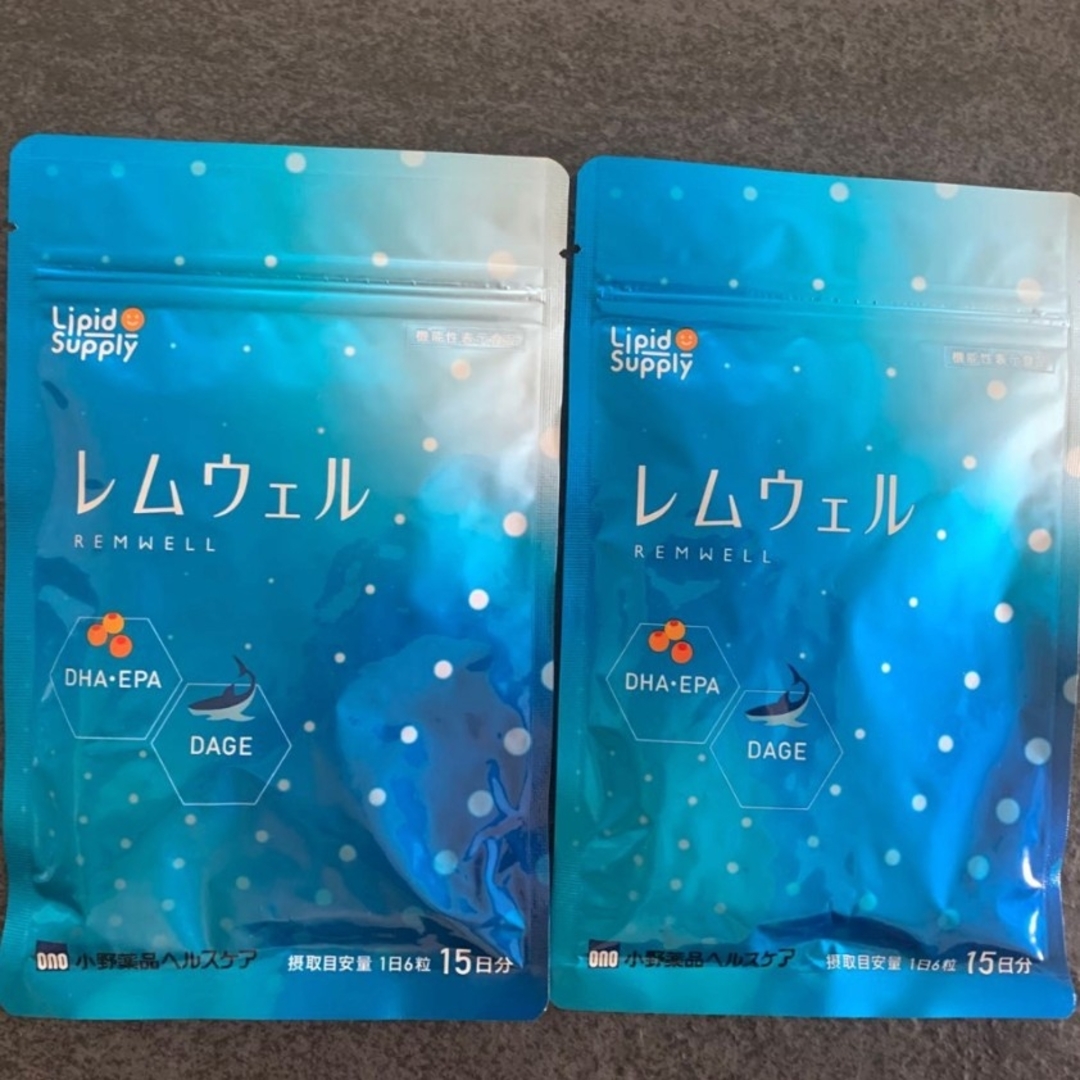 Lipid
Supply
機能性表示食品
レムウェル
REMWELL
DHA・EPA
DAGE
ono 小野薬品ヘルスケア
摂取目安量 1日6粒 15日分
Lipid
Supply
機能性表示食品
レムウェル
REMWELL
DHA・EPA
DAGE
ono 小野薬品ヘルスケア
摂取目安量 1日6粒 15日分